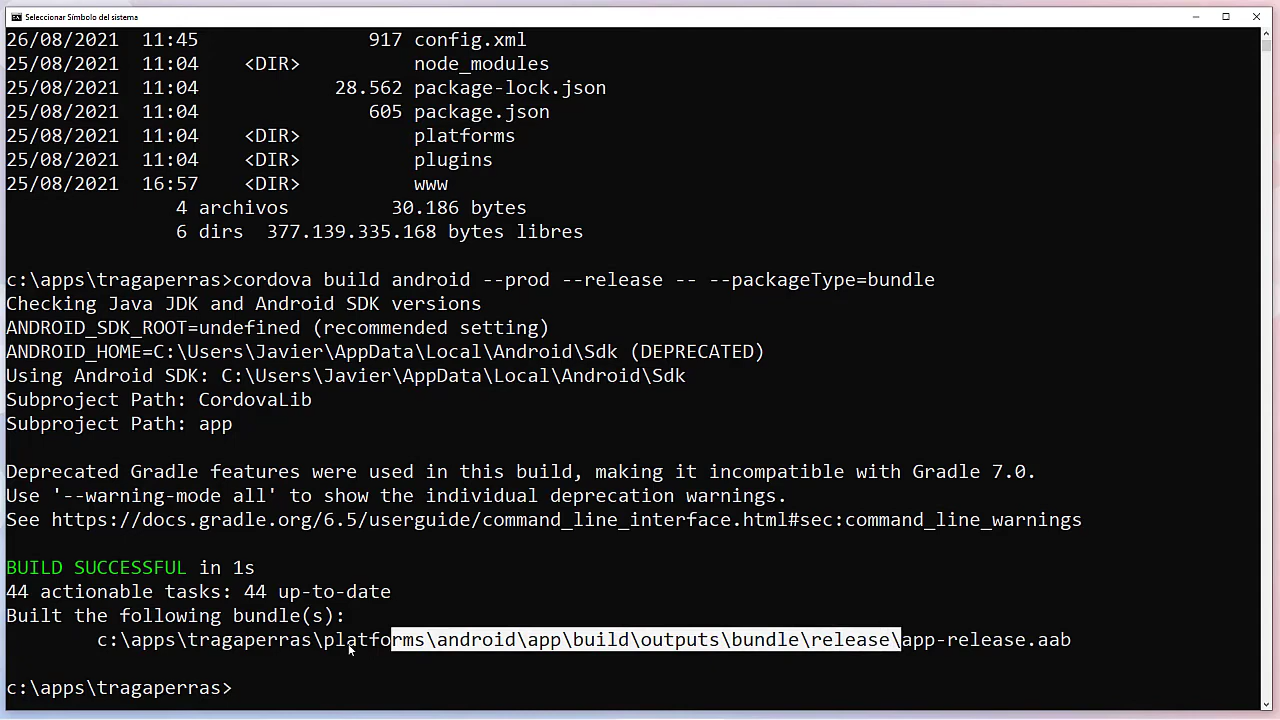 Seleccionar Símbolo del sistema
26/08/2021  11:45               917 config.xml
25/08/2021  11:04    <DIR>          node_modules
25/08/2021  11:04            28.562 package-lock.json
25/08/2021  11:04               605 package.json
25/08/2021  11:04    <DIR>          platforms
25/08/2021  11:04    <DIR>          plugins
25/08/2021  16:57    <DIR>          www
4 archivos         30.186 bytes
6 dirs  377.139.335.168 bytes libres
c:\apps\tragaperras>cordova build android --prod --release -- --packageType=bundle
Checking Java JDK and Android SDK versions
ANDROID_SDK_ROOT=undefined (recommended setting)
ANDROID_HOME=C:\Users\Javier\AppData\Local\Android\Sdk (DEPRECATED)
Using Android SDK: C:\Users\Javier\AppData\Local\Android\Sdk
Subproject Path: CordovaLib
Subproject Path: app
Deprecated Gradle features were used in this build, making it incompatible with Gradle 7.0.
Use '--warning-mode all' to show the individual deprecation warnings.
See https://docs.gradle.org/6.5/userguide/command_line_interface.html#sec:command_line_warnings
BUILD SUCCESSFUL in 1s
44 actionable tasks: 44 up-to-date
Built the following bundle(s):
c:\apps\tragaperras\platforms\android\app\build\outputs\bundle\release\app-release.aab
c:\apps\tragaperras>